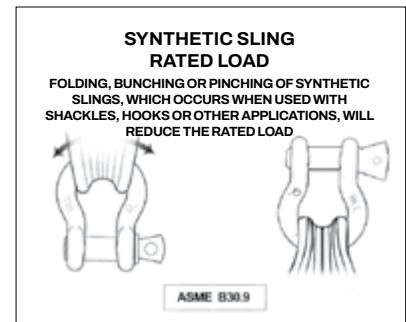 SYNTHETIC SLING
RATED LOAD
FOLDING, BUNCHING OR PINCHING OF SYNTHETIC
SLINGS, WHICH OCCURS WHEN USED WITH
SHACKLES, HOOKS OR OTHER APPLICATIONS, WILL
REDUCE THE RATED LOAD
ASME B30.9